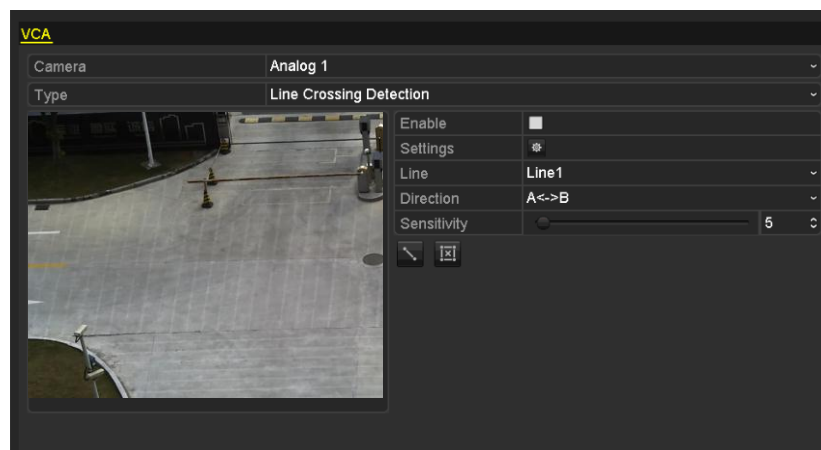 VCA
Camera Analog 1
Type Line Crossing Detection
Enable
Settings
Line Line1
Direction A<->B
Sensitivity 5